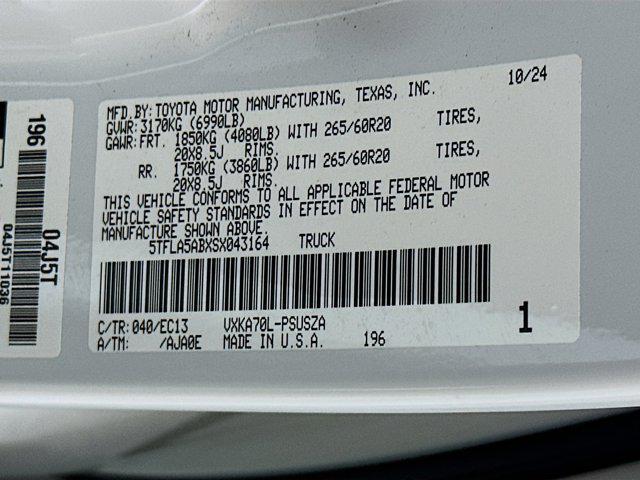 MFD.BY:TOYOTA MOTOR MANUFACTURING, TEXAS, INC. 10/24
GVWR:3170KG (6990LB)
GAWR:FRT. 1850KG (4080LB) WITH 265/60R20 TIRES,
20X8.5J RIMS.
RR. 1750KG (3860LB) WITH 265/60R20 TIRES,
20X8.5J RIMS.
THIS VEHICLE CONFORMS TO ALL APPLICABLE FEDERAL MOTOR
VEHICLE SAFETY STANDARDS IN EFFECT ON THE DATE OF
MANUFACTURE SHOWN ABOVE.
5TFLA5ABXSX043164 TRUCK
C/TR:040/EC13 VXKA70L-PSUSZA
A/TM: /AJA0E MADE IN U.S.A. 196
1
196
04J5T
04J5T11036